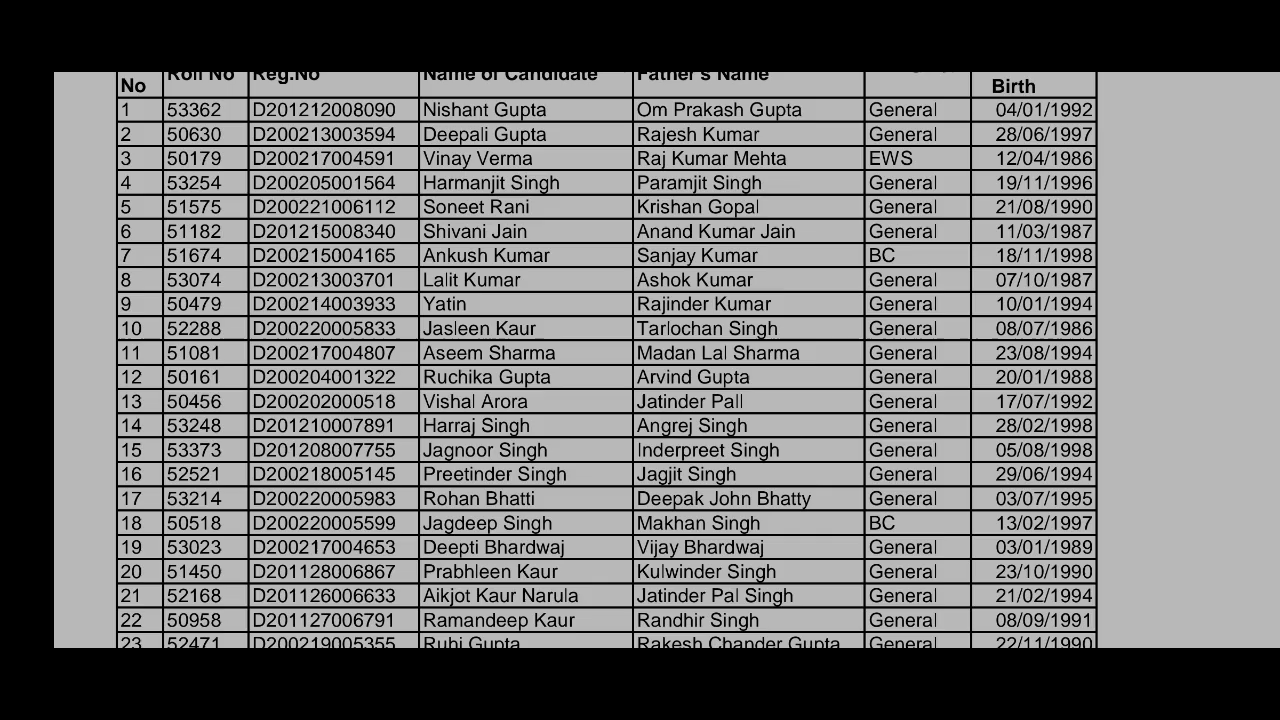 No Roll No Reg.No Name of Candidate Father's Name Birth
1 53362 D201212008090 Nishant Gupta Om Prakash Gupta General 04/01/1992
2 50630 D200213003594 Deepali Gupta Rajesh Kumar General 28/06/1997
3 50179 D200217004591 Vinay Verma Raj Kumar Mehta EWS 12/04/1986
4 53254 D200205001564 Harmanjit Singh Paramjit Singh General 19/11/1996
5 51575 D200221006112 Soneet Rani Krishan Gopal General 21/08/1990
6 51182 D201215008340 Shivani Jain Anand Kumar Jain General 11/03/1987
7 51674 D200215004165 Ankush Kumar Sanjay Kumar BC 18/11/1998
8 53074 D200213003701 Lalit Kumar Ashok Kumar General 07/10/1987
9 50479 D200214003933 Yatin Rajinder Kumar General 10/01/1994
10 52288 D200220005833 Jasleen Kaur Tarlochan Singh General 08/07/1986
11 51081 D200217004807 Aseem Sharma Madan Lal Sharma General 23/08/1994
12 50161 D200204001322 Ruchika Gupta Arvind Gupta General 20/01/1988
13 50456 D200202000518 Vishal Arora Jatinder Pall General 17/07/1992
14 53248 D201210007891 Harraj Singh Angrej Singh General 28/02/1998
15 53373 D201208007755 Jagnoor Singh Inderpreet Singh General 05/08/1998
16 52521 D200218005145 Preetinder Singh Jagjit Singh General 29/06/1994
17 53214 D200220005983 Rohan Bhatti Deepak John Bhatty General 03/07/1995
18 50518 D200220005599 Jagdeep Singh Makhan Singh BC 13/02/1997
19 53023 D200217004653 Deepti Bhardwaj Vijay Bhardwaj General 03/01/1989
20 51450 D201128006867 Prabhleen Kaur Kulwinder Singh General 23/10/1990
21 52168 D201126006633 Aikjot Kaur Narula Jatinder Pal Singh General 21/02/1994
22 50958 D201127006791 Ramandeep Kaur Randhir Singh General 08/09/1991
23 52471 D200219005355 Ruhi Gupta Rakesh Chander Gupta General 22/11/1990